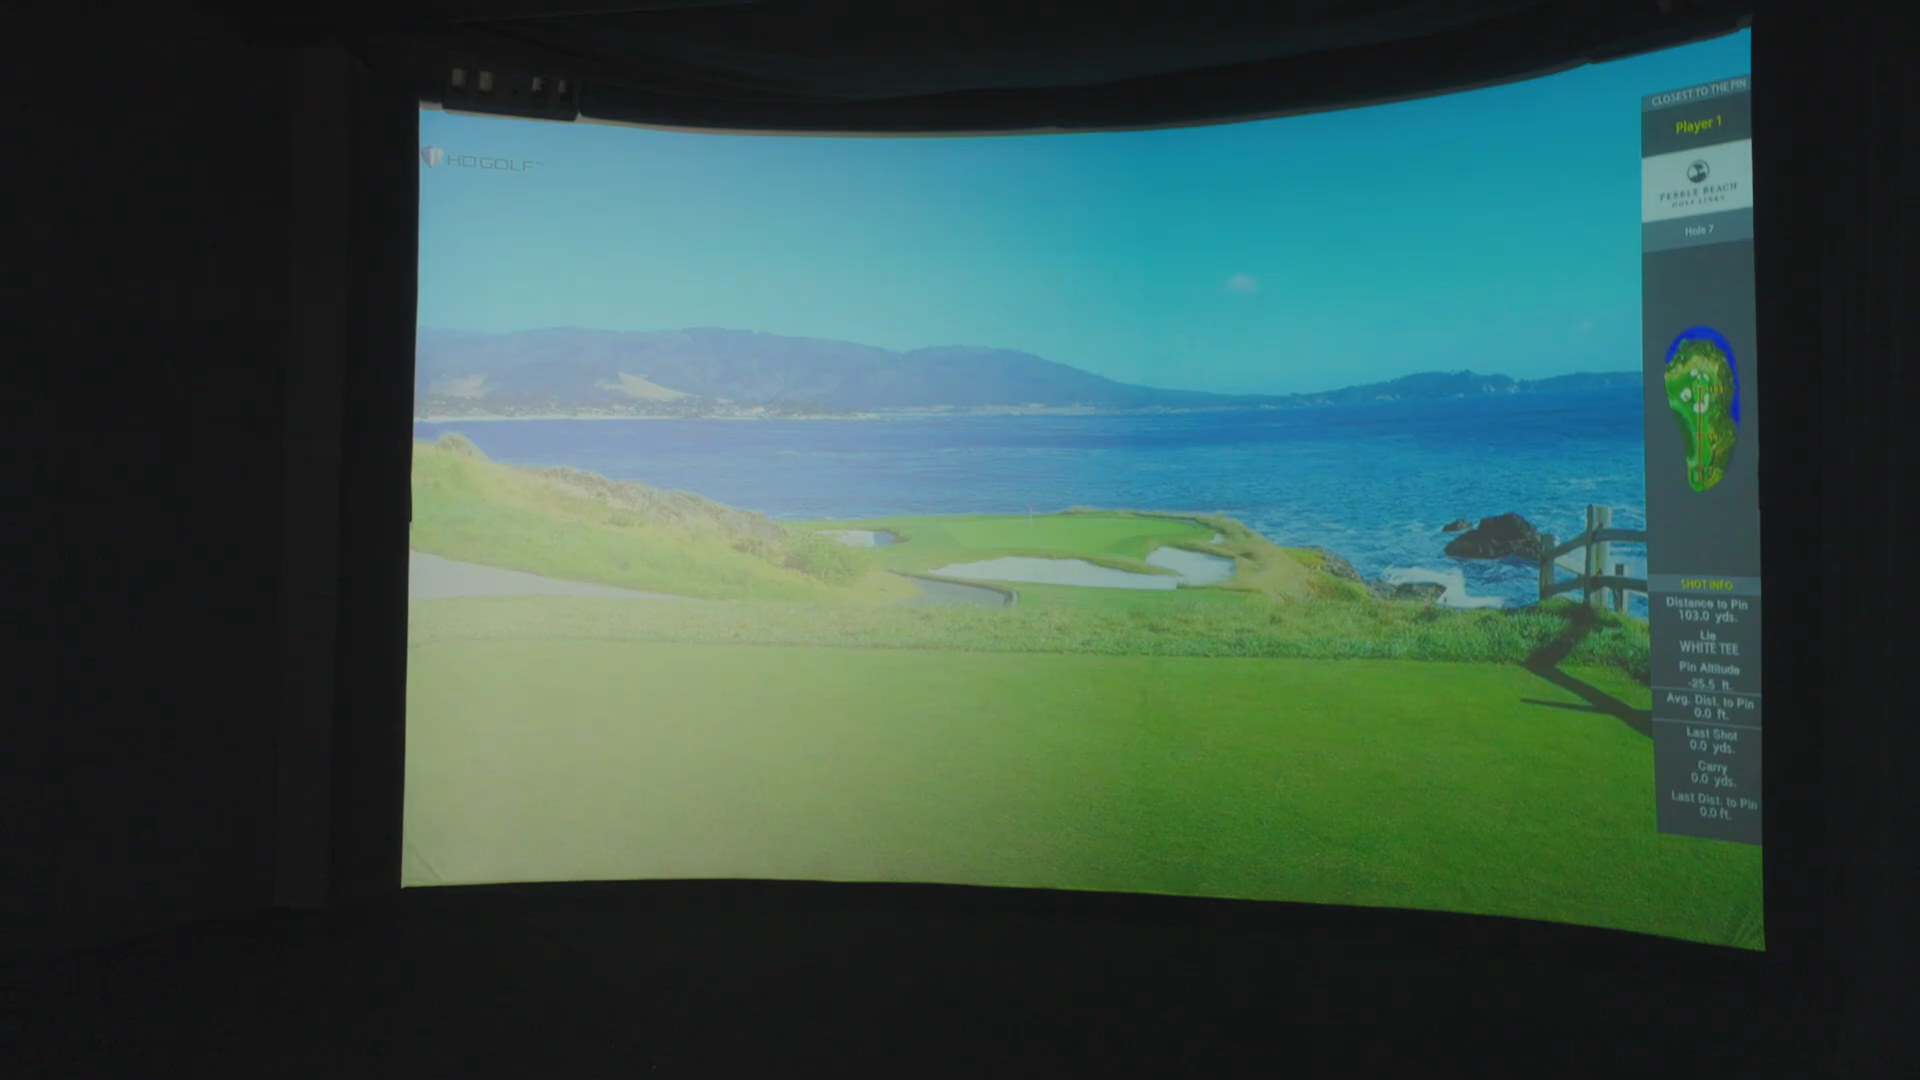 HD GOLF™
CLOSEST TO THE PIN
Player 1
PEBBLE BEACH
GOLF LINKS
Hole 7
SHOT INFO
Distance to Pin
103.0 yds.
Lie
WHITE TEE
Pin Altitude
-25.5 ft.
Avg. Dist. to Pin
0.0 ft.
Last Shot
0.0 yds.
Carry
0.0 yds.
Last Dist. to Pin
0.0 ft.